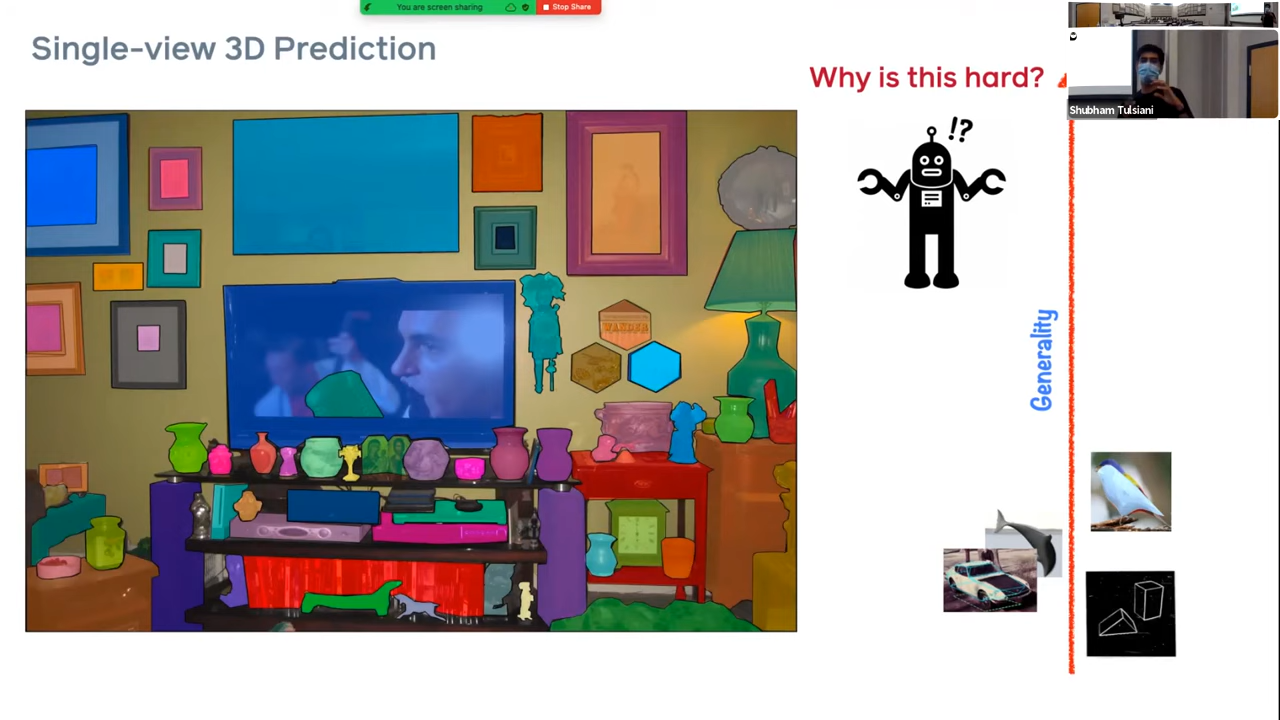 You are screen sharing
Stop Share
Single-view 3D Prediction
Why is this hard?
!?
Shubham Tulsiani
WANDER
Generality